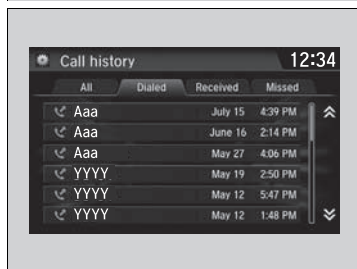 Call history 12:34
All Dialed Received Missed
Aaa July 15 4:39 PM
Aaa June 16 2:14 PM
Aaa May 27 4:06 PM
YYYY May 19 2:50 PM
YYYY May 12 5:47 PM
YYYY May 12 1:48 PM